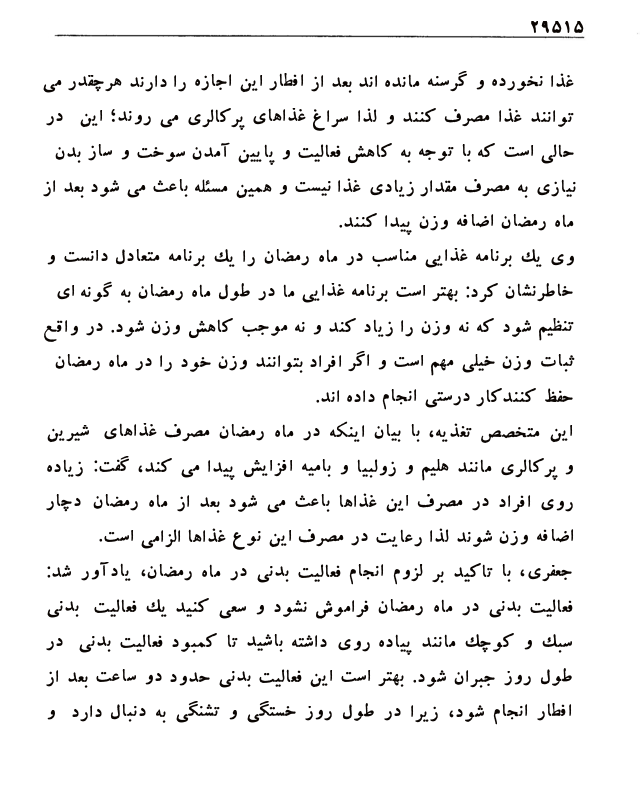 ۲۹۵۱۵
غذا نخورده و گرسنه مانده اند بعد از افطار این اجازه را دارند هرچقدر می
توانند غذا مصرف کنند و لذا سراغ غذاهای پرکالری می روند؛ این در
حالی است که با توجه به کاهش فعالیت و پایین آمدن سوخت و ساز بدن
نیازی به مصرف مقدار زیادی غذا نیست و همین مسئله باعث می شود بعد از
ماه رمضان اضافه وزن پیدا کنند.
وی یك برنامه غذایی مناسب در ماه رمضان را یك برنامه متعادل دانست و
خاطرنشان کرد: بهتر است برنامه غذایی ما در طول ماه رمضان به گونه ای
تنظیم شود که نه وزن را زیاد کند و نه موجب کاهش وزن شود. در واقع
ثبات وزن خیلی مهم است و اگر افراد بتوانند وزن خود را در ماه رمضان
حفظ کنندکار درستی انجام داده اند.
این متخصص تغذیه، با بیان اینکه در ماه رمضان مصرف غذاهای شیرین
و پرکالری مانند هلیم و زولبیا و بامیه افزایش پیدا می کند، گفت: زیاده
روی افراد در مصرف این غذاها باعث می شود بعد از ماه رمضان دچار
اضافه وزن شوند لذا رعایت در مصرف این نوع غذاها الزامی است.
جعفری، با تاکید بر لزوم انجام فعالیت بدنی در ماه رمضان، یادآور شد:
فعالیت بدنی در ماه رمضان فراموش نشود و سعی کنید یك فعالیت بدنی
سبك و کوچك مانند پیاده روی داشته باشید تا کمبود فعالیت بدنی در
طول روز جبران شود. بهتر است این فعالیت بدنی حدود دو ساعت بعد از
افطار انجام شود، زیرا در طول روز خستگی و تشنگی به دنبال دارد و